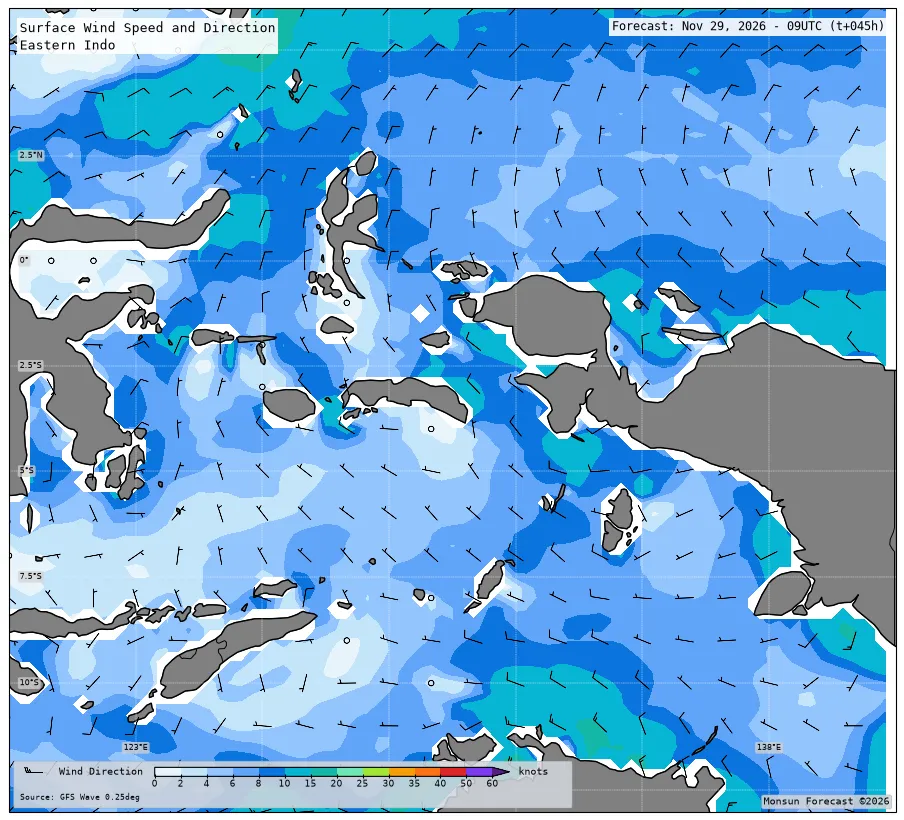 Surface Wind Speed and Direction
Eastern Indo
Forecast: Nov 29, 2026 - 09UTC (t+045h)
2.5°N
0°
2.5°S
5°S
7.5°S
10°S
123°E
138°E
Wind Direction
knots
0 2 4 6 8 10 15 20 25 30 35 40 50 60
Source: GFS Wave 0.25deg
Monsun Forecast ©2026